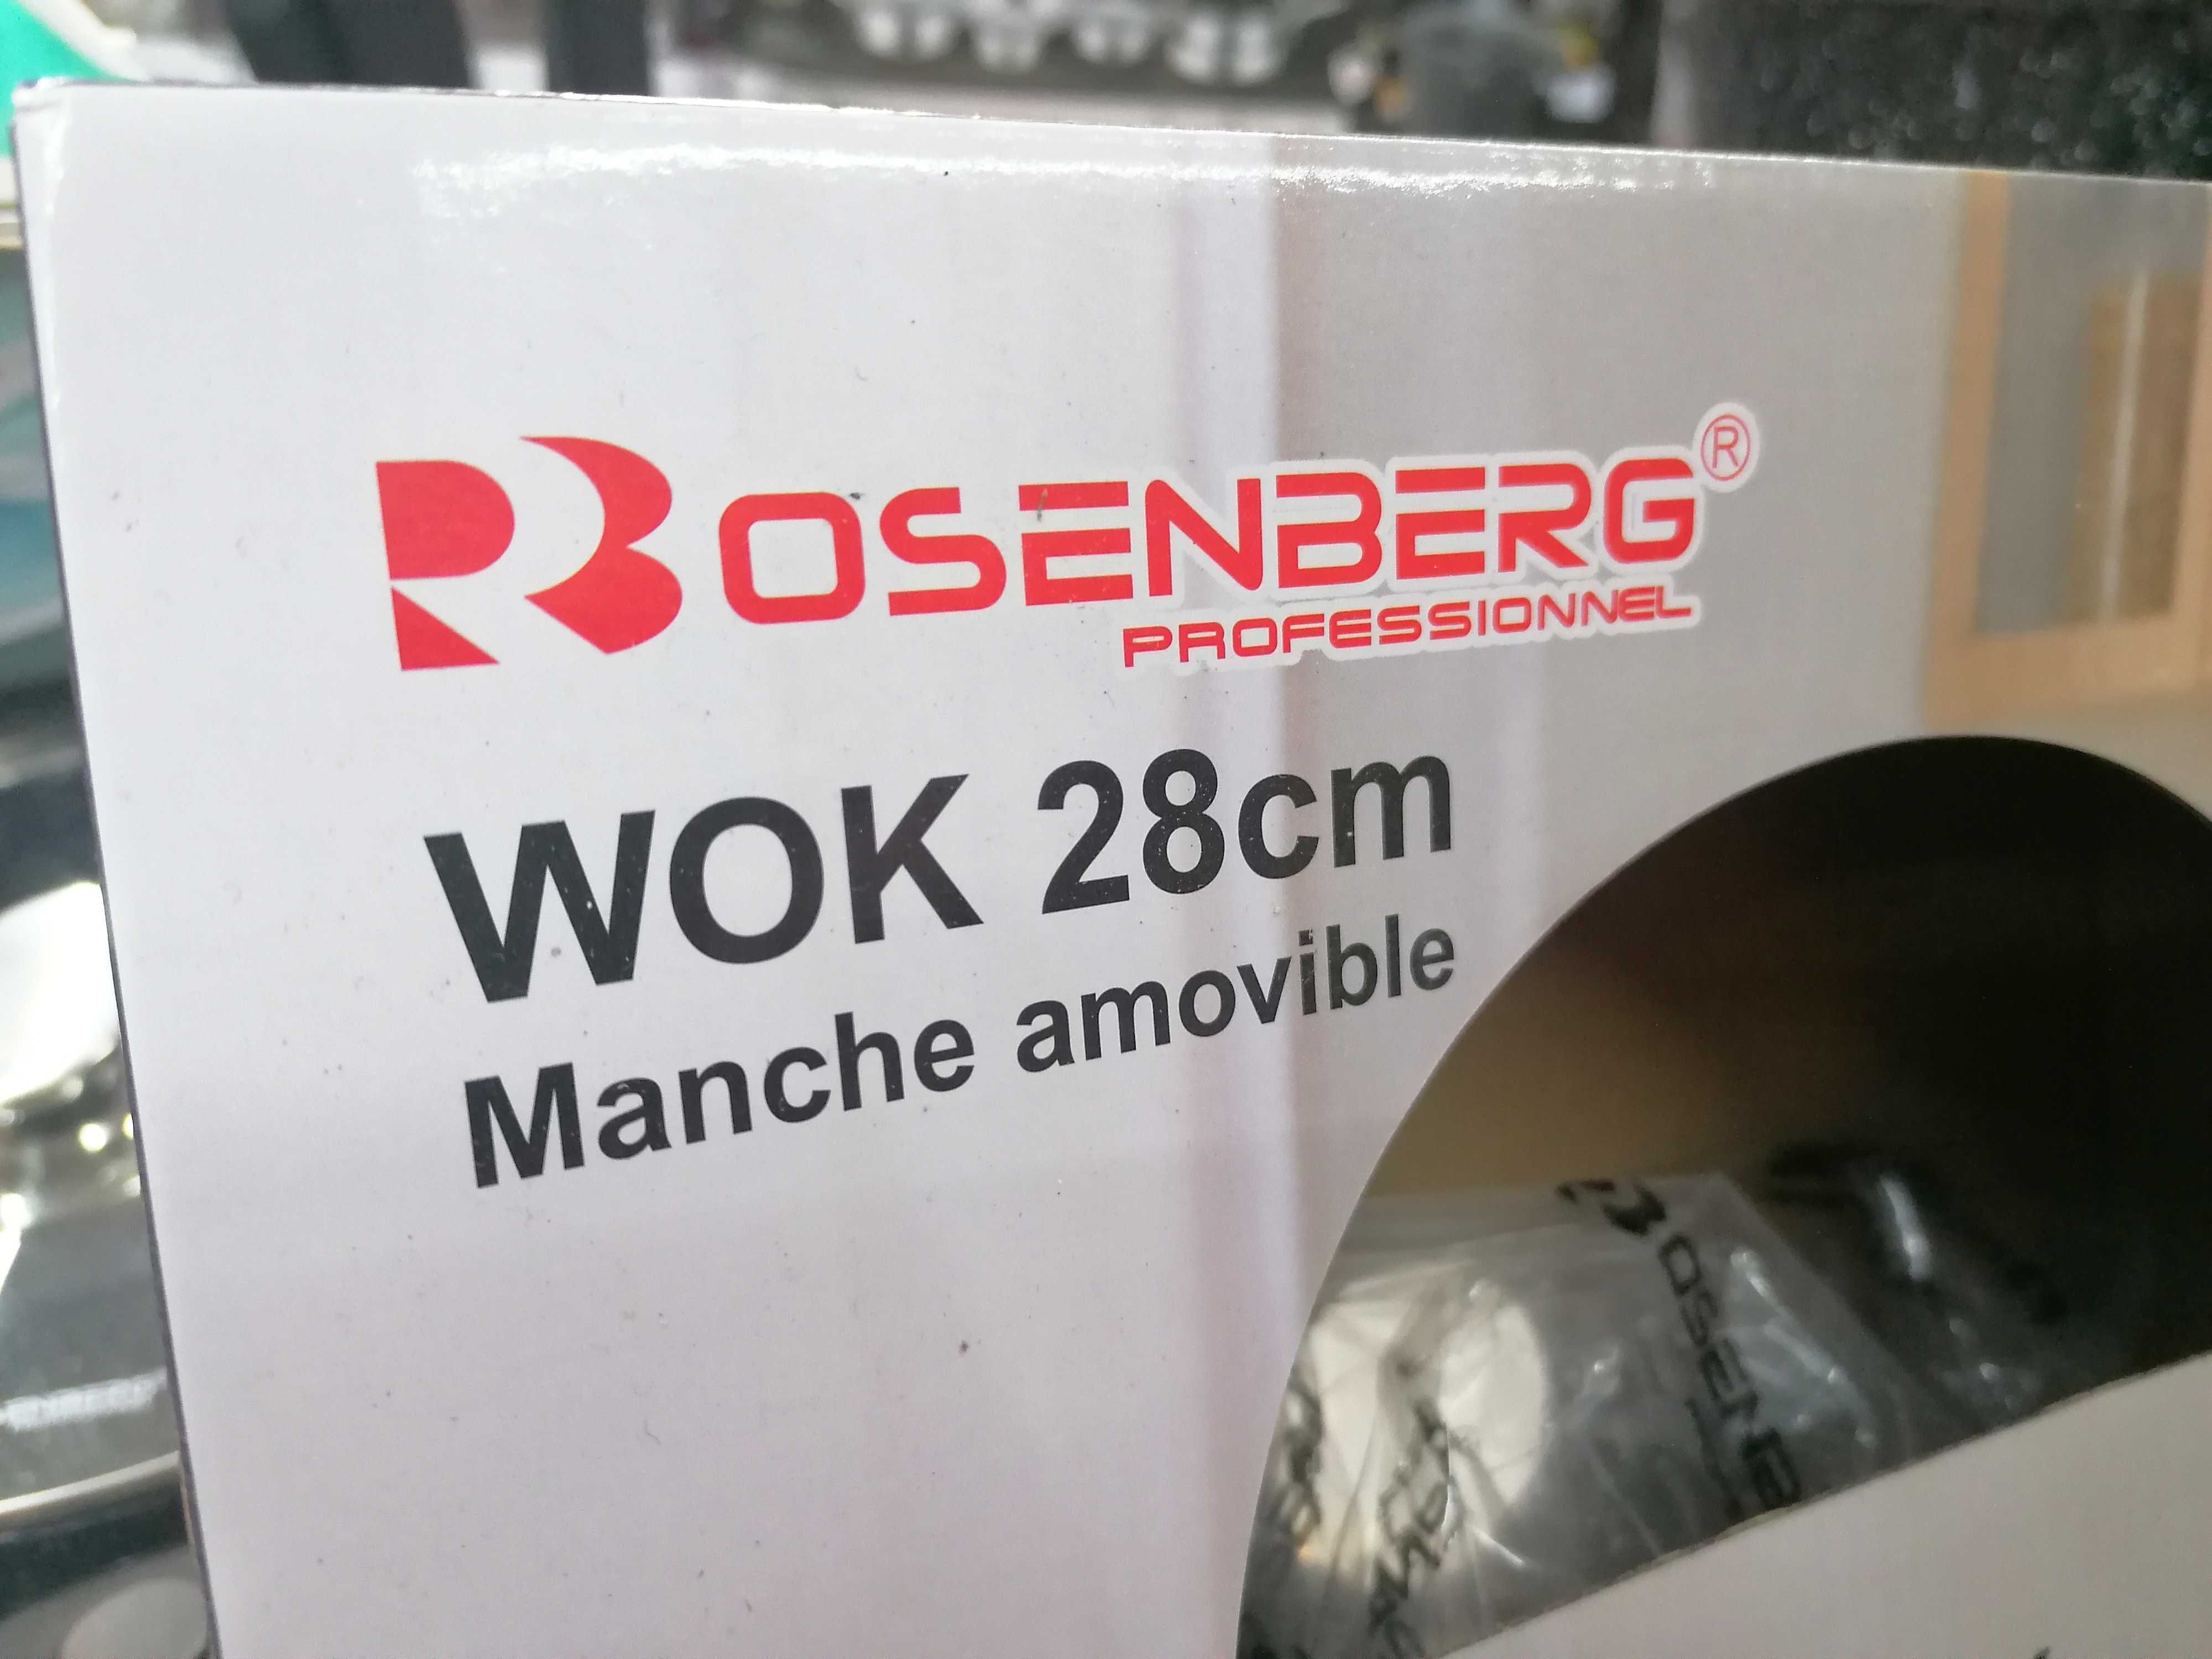 ROSENBERG®
PROFESSIONNEL
WOK 28cm
Manche amovible